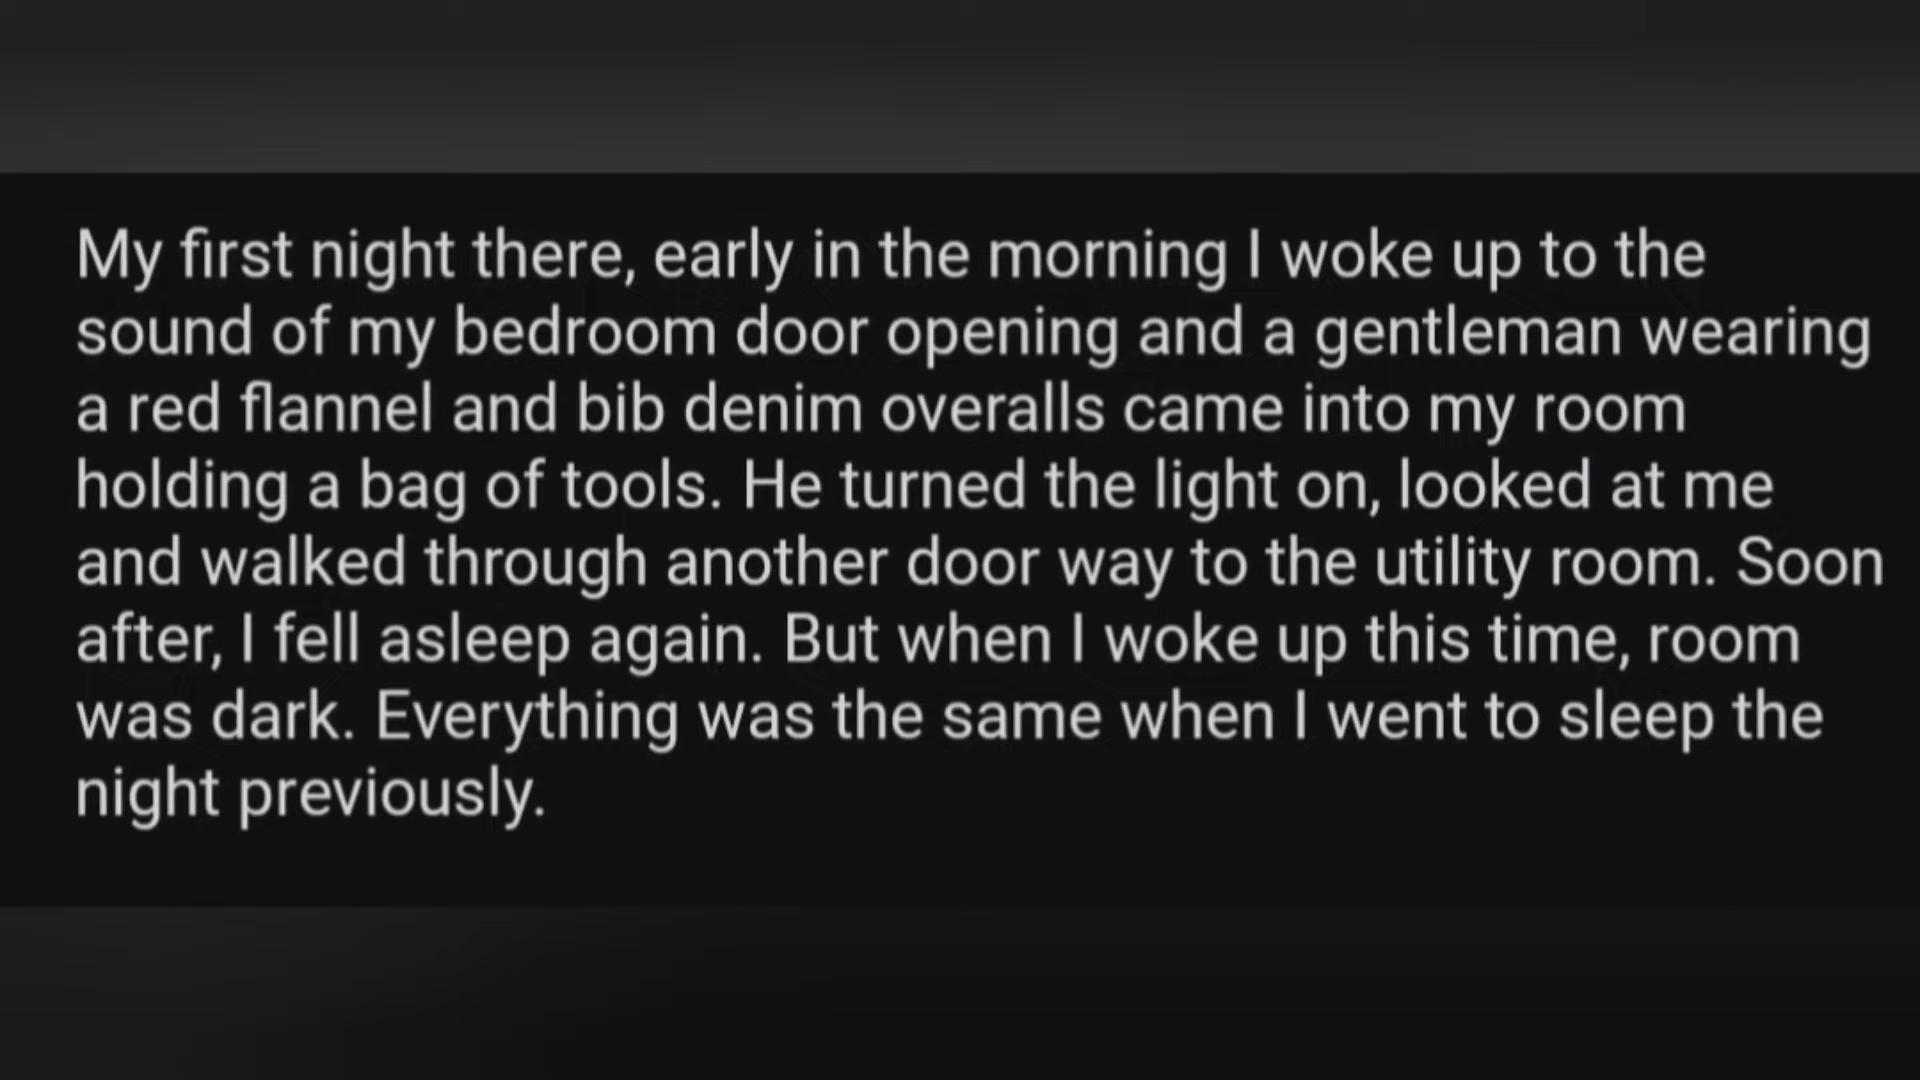 My first night there, early in the morning I woke up to the
sound of my bedroom door opening and a gentleman wearing
a red flannel and bib denim overalls came into my room
holding a bag of tools. He turned the light on, looked at me
and walked through another door way to the utility room. Soon
after, I fell asleep again. But when I woke up this time, room
was dark. Everything was the same when I went to sleep the
night previously.